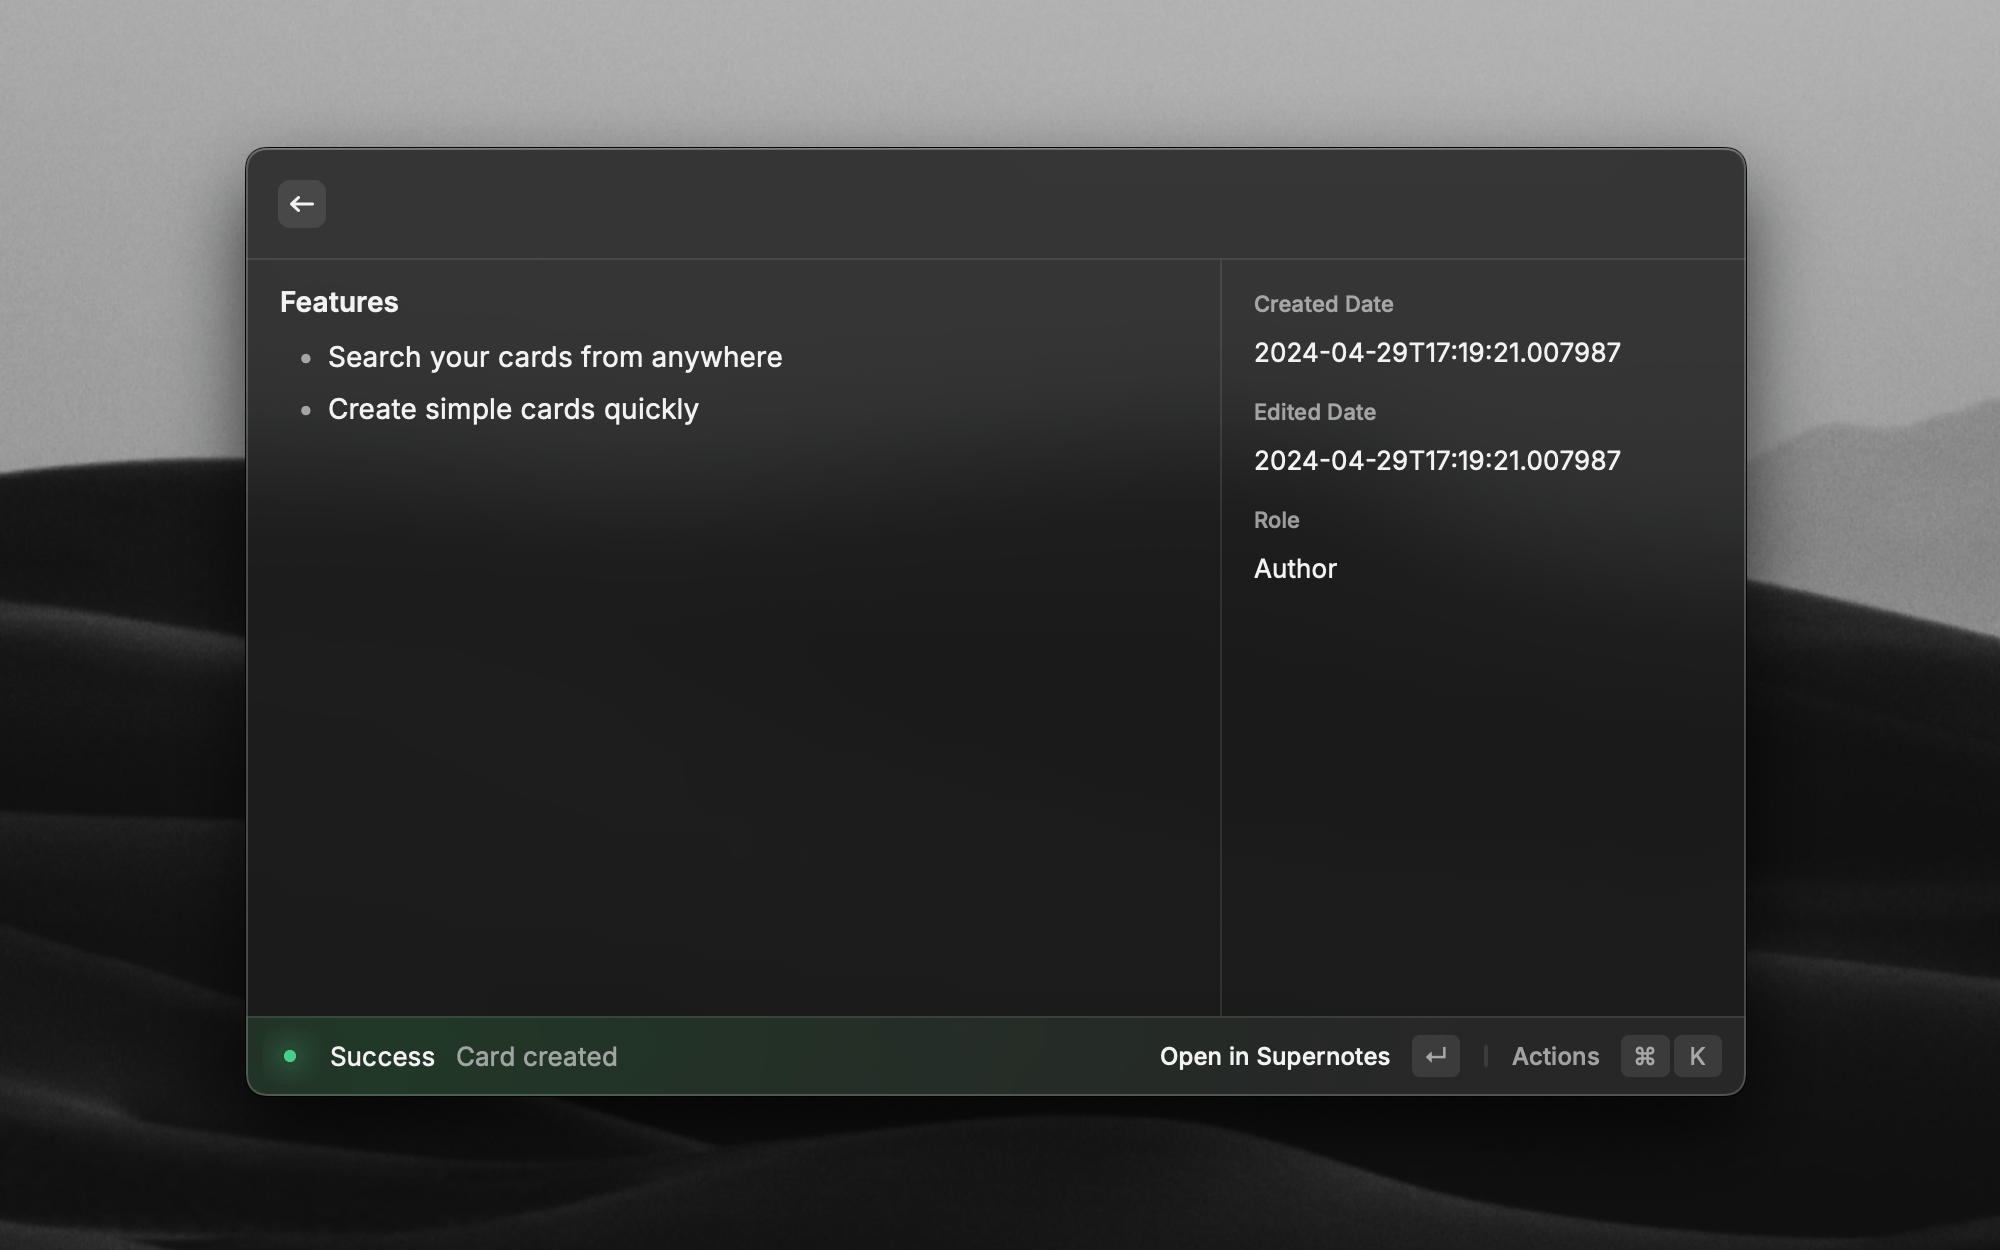 Features
Search your cards from anywhere
Create simple cards quickly
Created Date
2024-04-29T17:19:21.007987
Edited Date
2024-04-29T17:19:21.007987
Role
Author
Success Card created
Open in Supernotes ↵ Actions ⌘ K